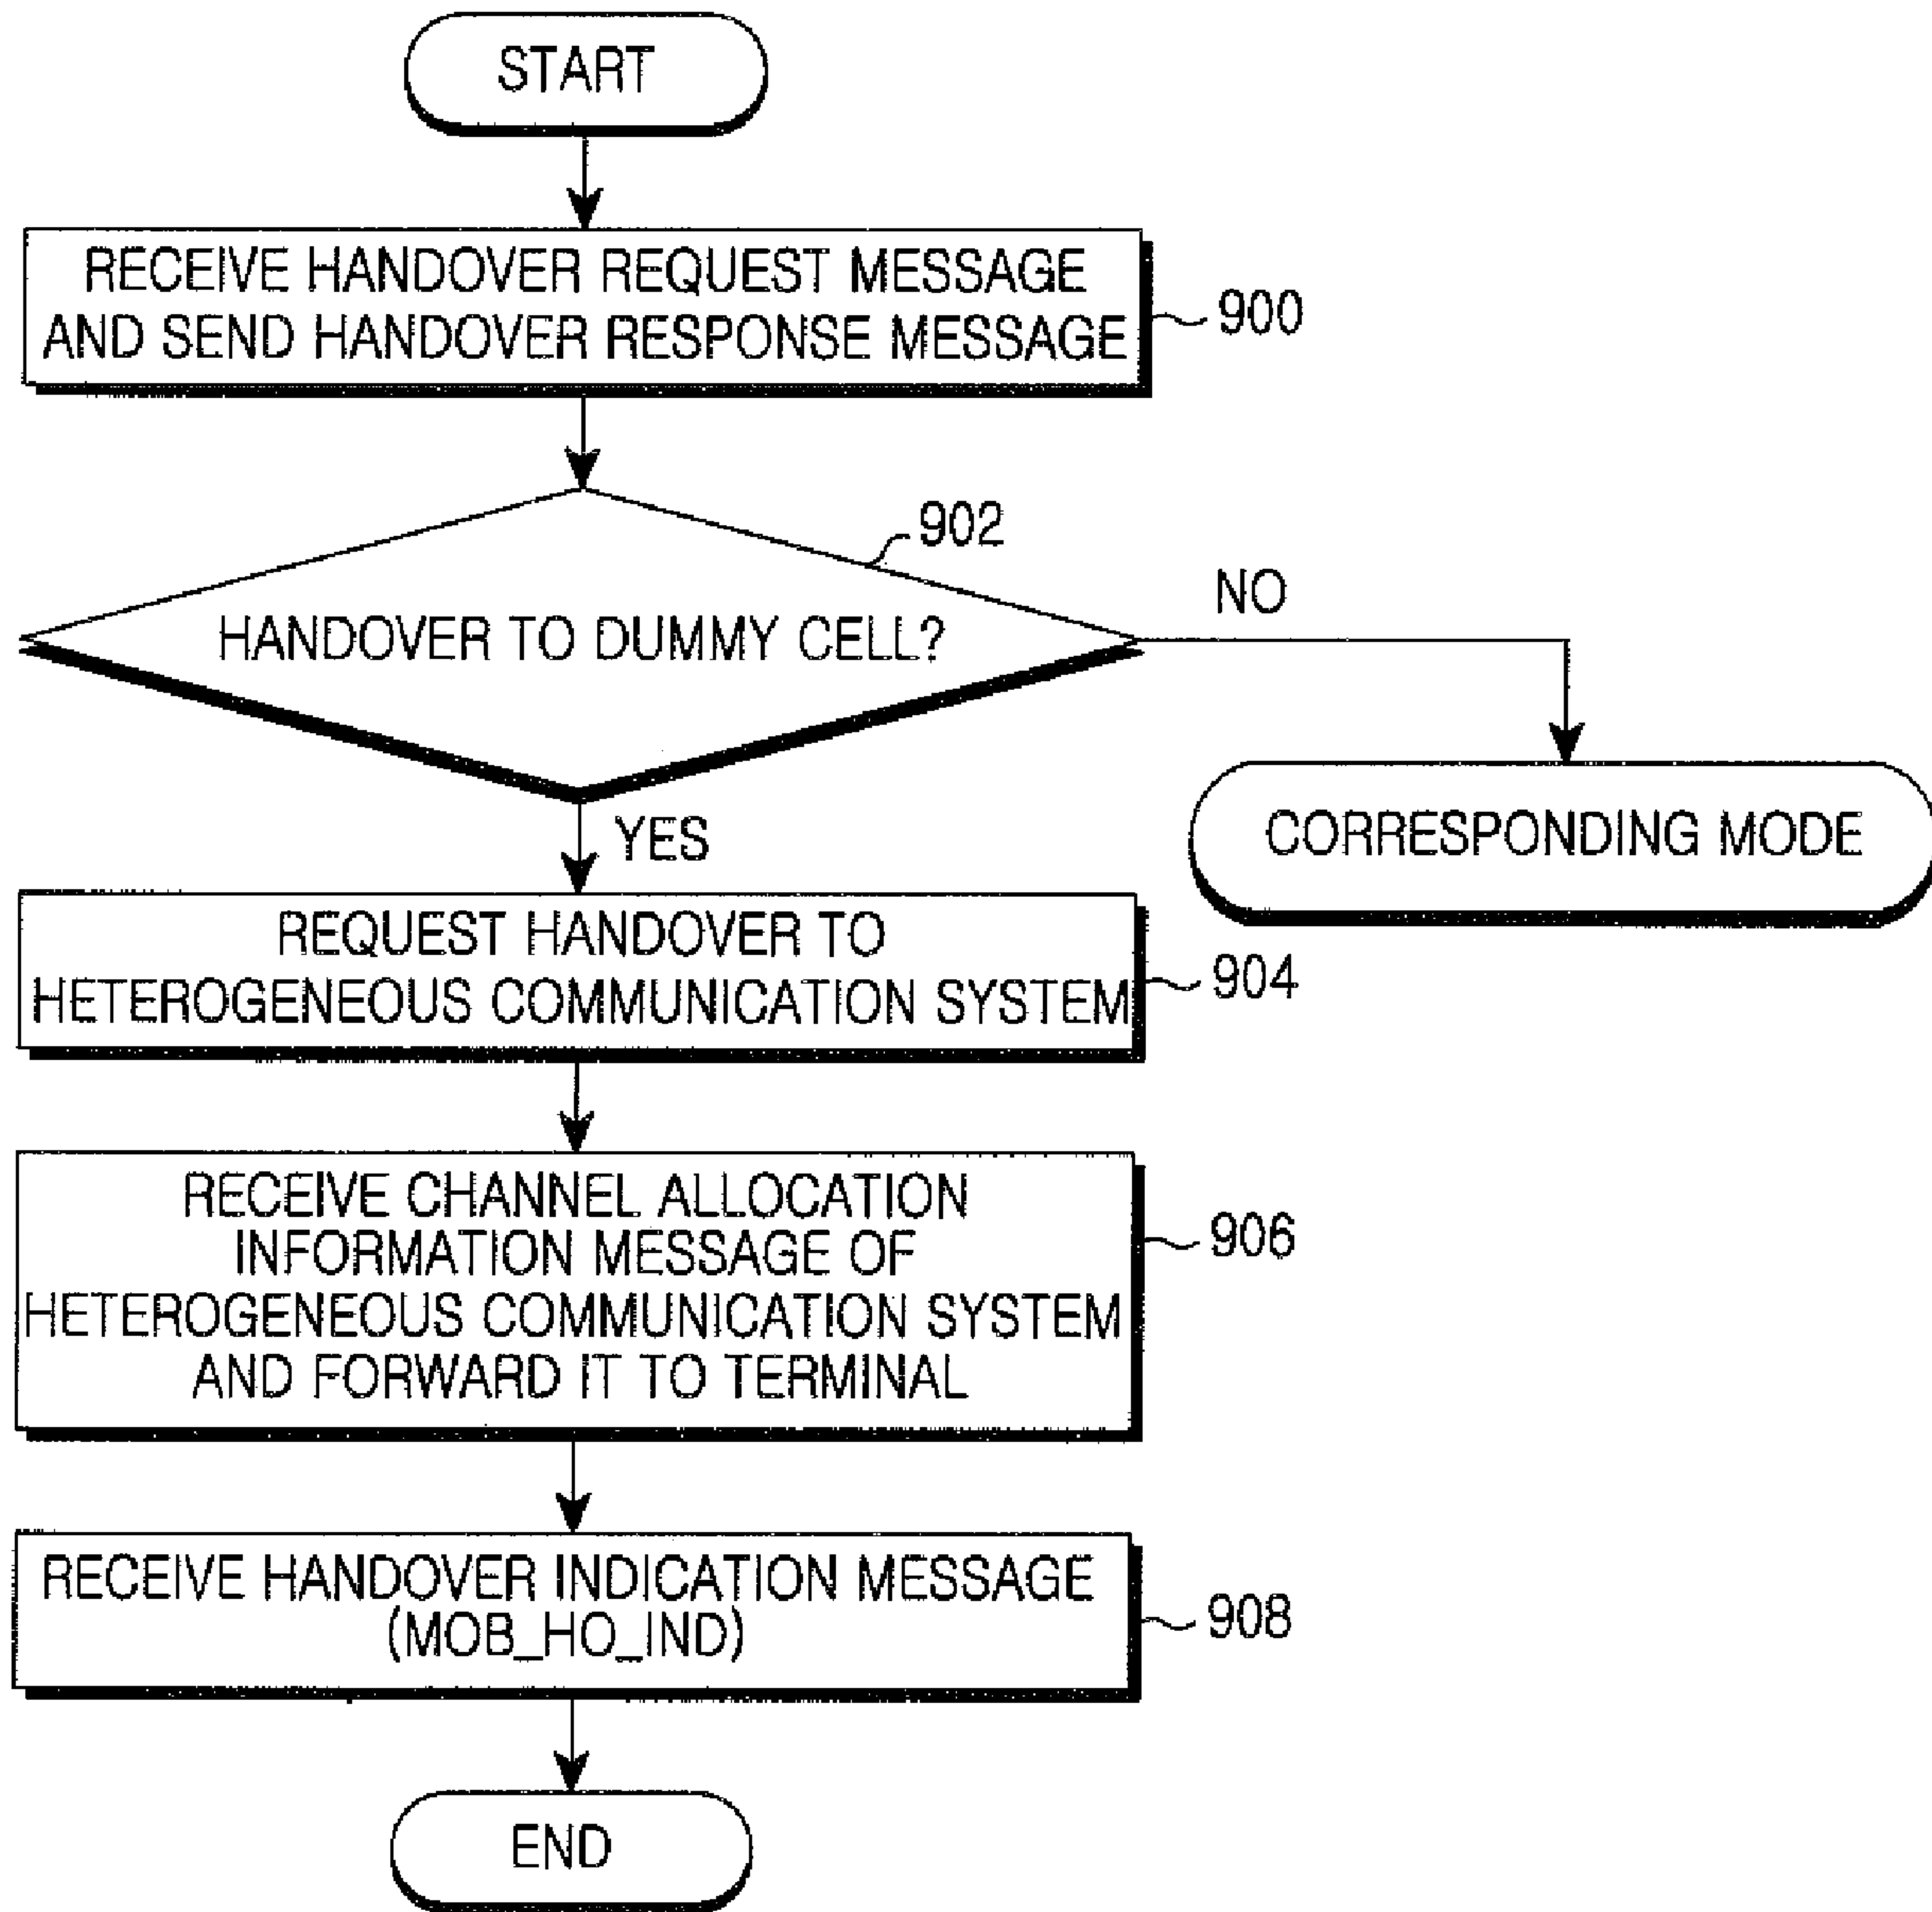 START
RECEIVE HANDOVER REQUEST MESSAGE
AND SEND HANDOVER RESPONSE MESSAGE
900
902
HANDOVER TO DUMMY CELL?
NO
CORRESPONDING MODE
YES
REQUEST HANDOVER TO
HETEROGENEOUS COMMUNICATION SYSTEM
904
RECEIVE CHANNEL ALLOCATION
INFORMATION MESSAGE OF
HETEROGENEOUS COMMUNICATION SYSTEM
AND FORWARD IT TO TERMINAL
906
RECEIVE HANDOVER INDICATION MESSAGE
(MOB_HO_IND)
908
END